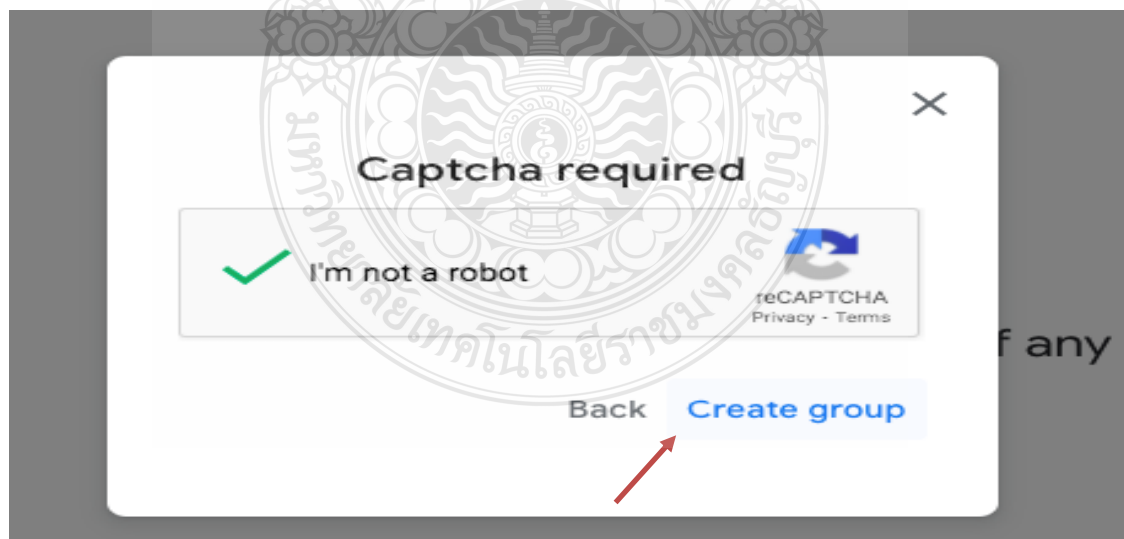 Captcha required
I'm not a robot
reCAPTCHA
Privacy - Terms
f any
Back Create group
มหาวิทยาลัยเทคโนโลยีราชมงคลธัญบุรี